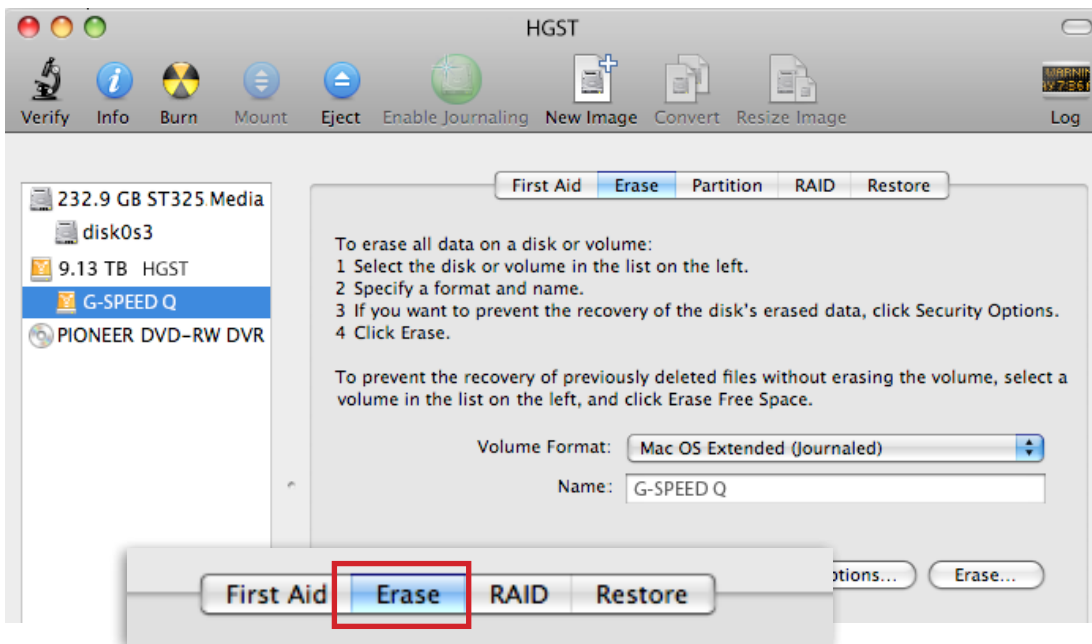 HGST
Verify Info Burn Mount Eject Enable Journaling New Image Convert Resize Image Log
232.9 GB ST325 Media
disk0s3
9.13 TB HGST
G-SPEED Q
PIONEER DVD-RW DVR
First Aid Erase Partition RAID Restore
To erase all data on a disk or volume:
1 Select the disk or volume in the list on the left.
2 Specify a format and name.
3 If you want to prevent the recovery of the disk's erased data, click Security Options.
4 Click Erase.
To prevent the recovery of previously deleted files without erasing the volume, select a
volume in the list on the left, and click Erase Free Space.
Volume Format: Mac OS Extended (Journaled)
Name: G-SPEED Q
Erase...
First Aid Erase RAID Restore